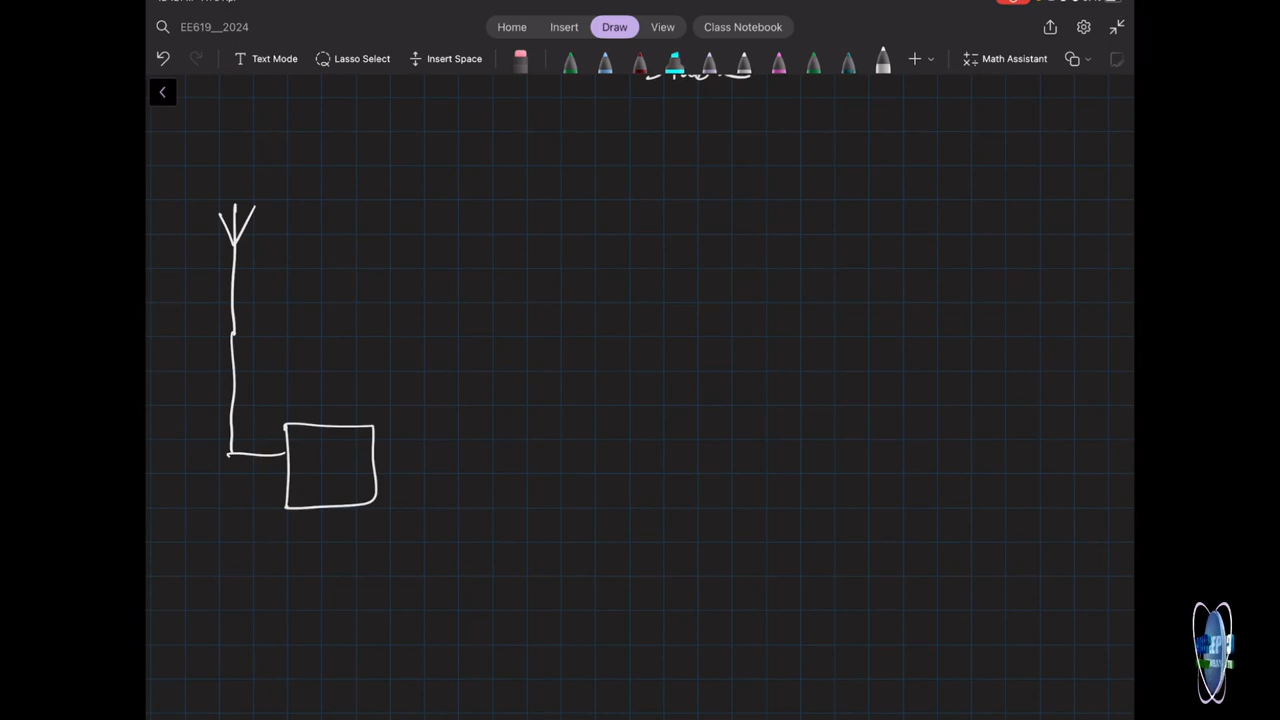 EE619__2024
Home Insert Draw View Class Notebook
Text Mode Lasso Select Insert Space Math Assistant